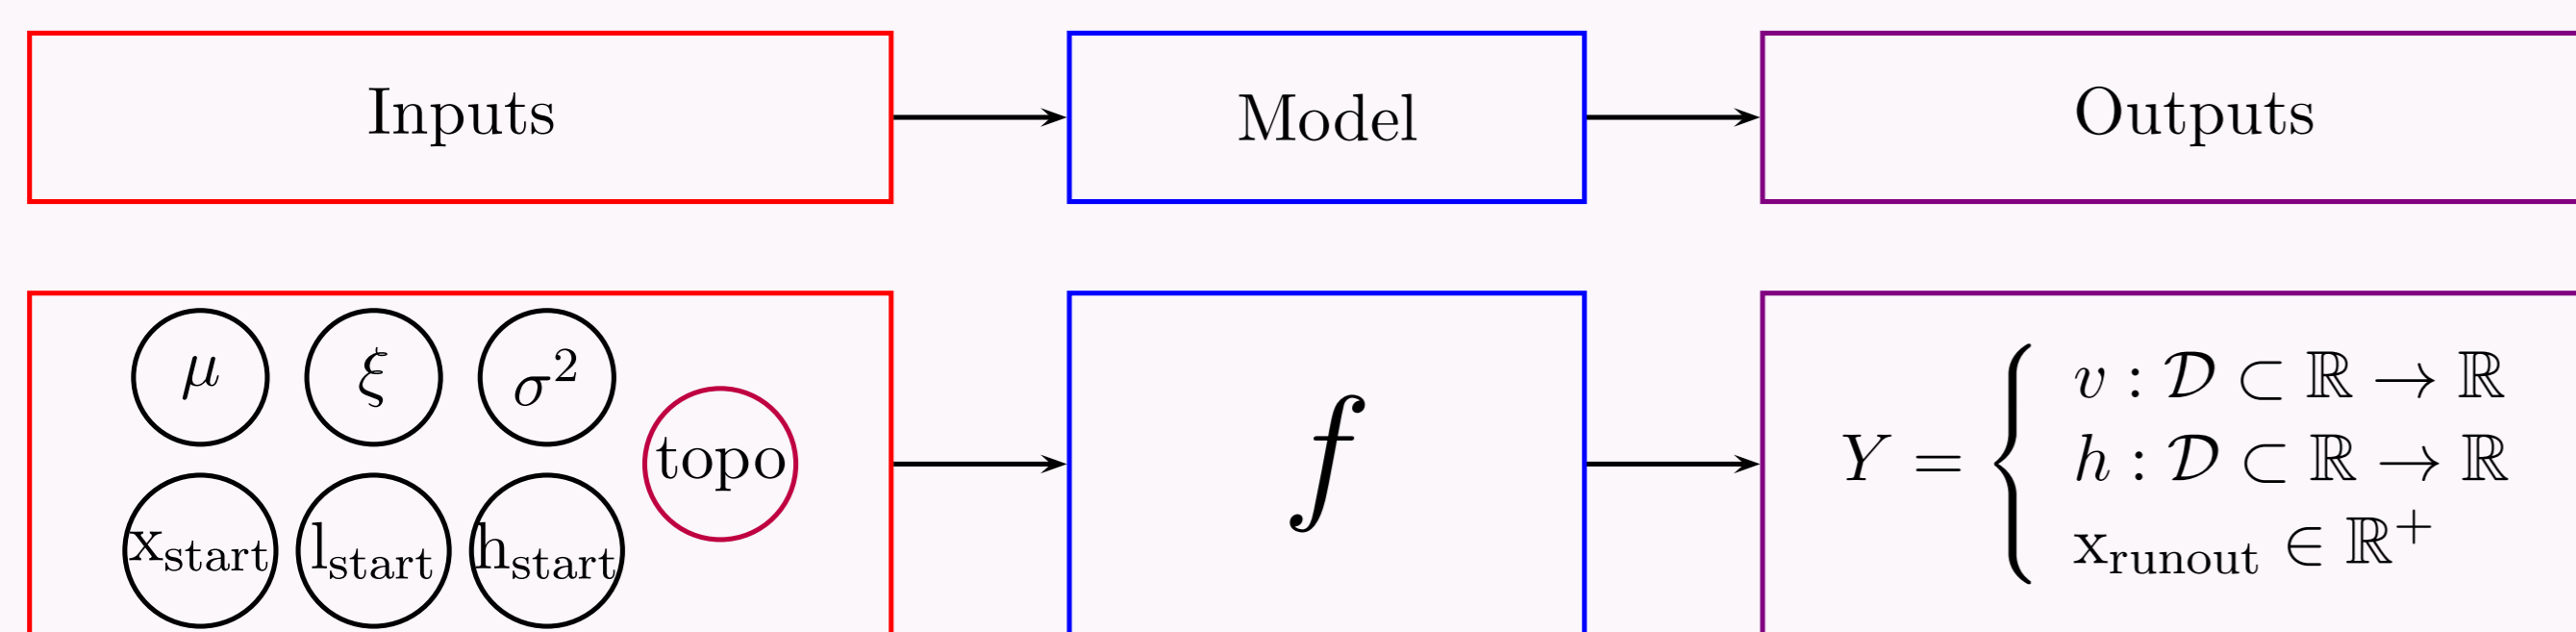 Inputs
Model
Outputs
μ ξ σ²
topo
x_start l_start h_start
f
Y = { v : 𝒟 ⊂ ℝ → ℝ
h : 𝒟 ⊂ ℝ → ℝ
x_runout ∈ ℝ⁺